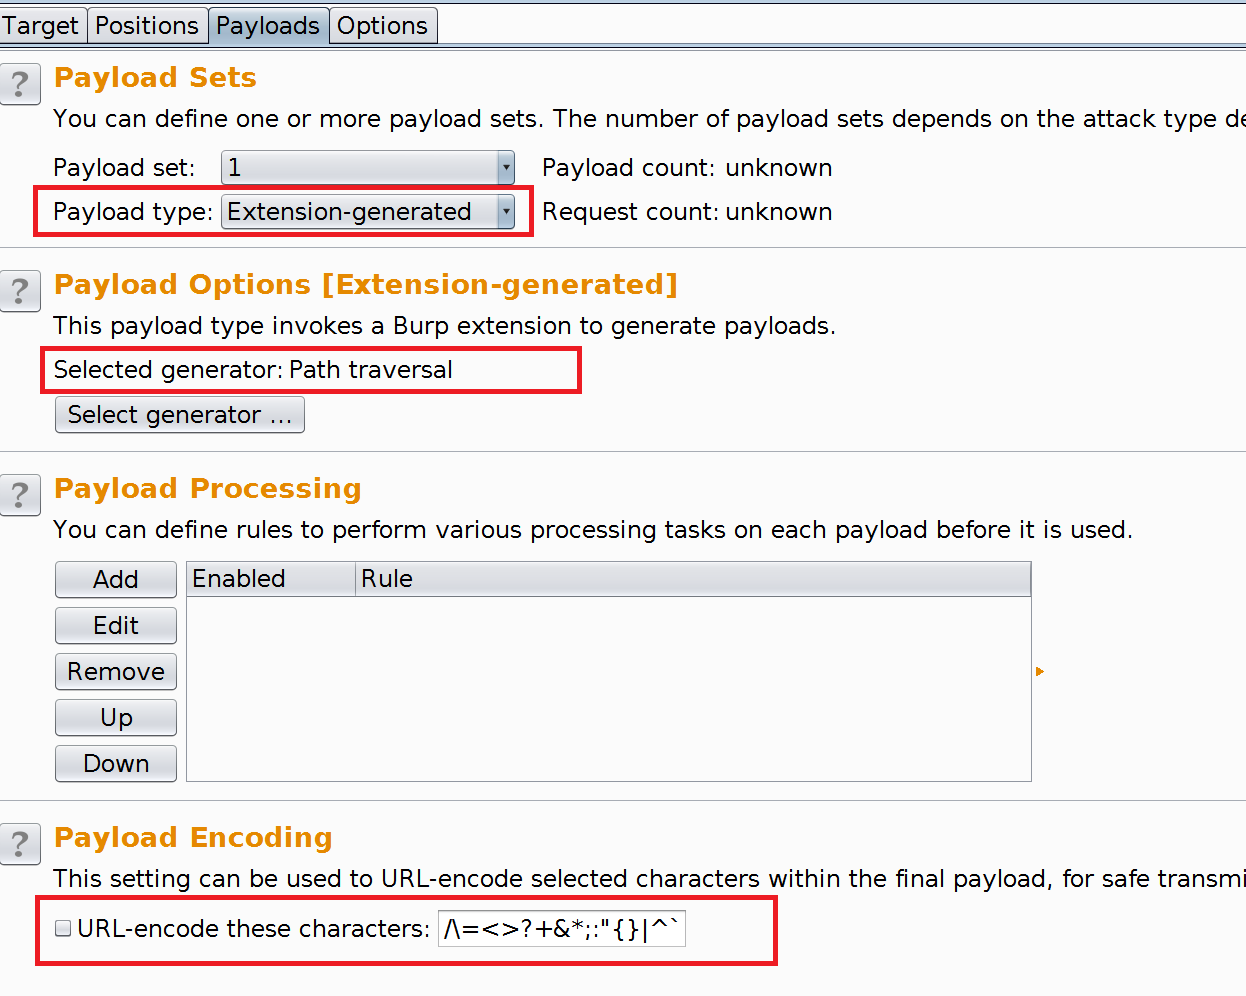 Target Positions Payloads Options
? Payload Sets
You can define one or more payload sets. The number of payload sets depends on the attack type de
Payload set: 1 Payload count: unknown
Payload type: Extension-generated Request count: unknown
? Payload Options [Extension-generated]
This payload type invokes a Burp extension to generate payloads.
Selected generator: Path traversal
Select generator ...
? Payload Processing
You can define rules to perform various processing tasks on each payload before it is used.
Add Enabled Rule
Edit
Remove
Up
Down
? Payload Encoding
This setting can be used to URL-encode selected characters within the final payload, for safe transmi
URL-encode these characters: /\=<>?+&*;:"{}|^`